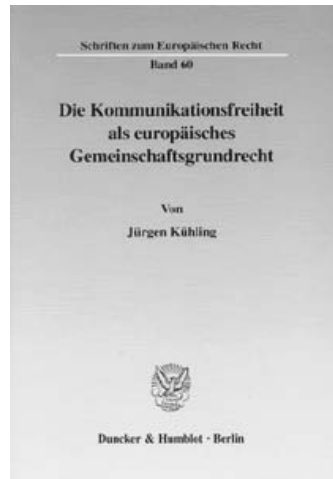 Schriften zum Europäischen Recht
Band 60
Die Kommunikationsfreiheit
als europäisches
Gemeinschaftsgrundrecht
Von
Jürgen Kühling
Duncker & Humblot · Berlin